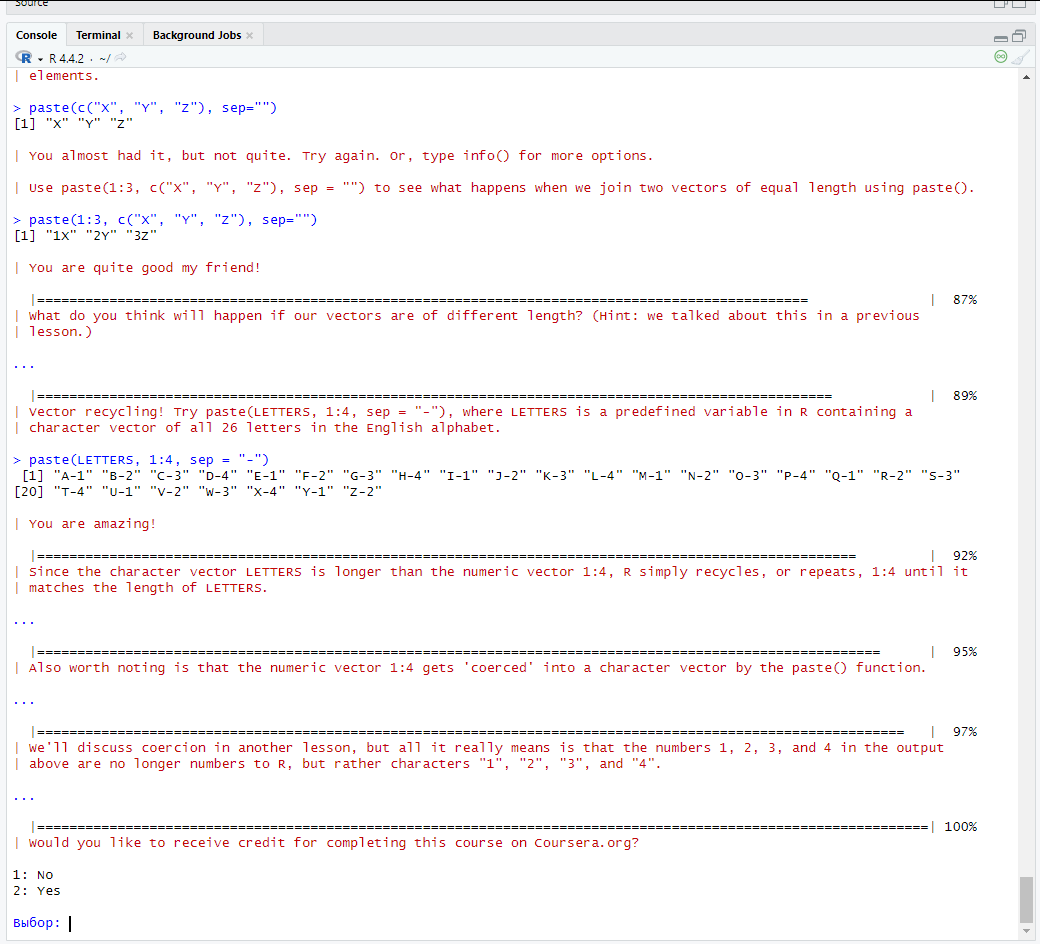 Source
Console Terminal × Background Jobs ×
R R 4.4.2 · ~/
| elements.
> paste(c("X", "Y", "Z"), sep="")
[1] "X" "Y" "Z"
| You almost had it, but not quite. Try again. Or, type info() for more options.
| Use paste(1:3, c("X", "Y", "Z"), sep = "") to see what happens when we join two vectors of equal length using paste().
> paste(1:3, c("X", "Y", "Z"), sep="")
[1] "1X" "2Y" "3Z"
| You are quite good my friend!
|================================================================================================ | 87%
| What do you think will happen if our vectors are of different length? (Hint: we talked about this in a previous
| lesson.)
...
|=================================================================================================== | 89%
| Vector recycling! Try paste(LETTERS, 1:4, sep = "-"), where LETTERS is a predefined variable in R containing a
| character vector of all 26 letters in the English alphabet.
> paste(LETTERS, 1:4, sep = "-")
[1] "A-1" "B-2" "C-3" "D-4" "E-1" "F-2" "G-3" "H-4" "I-1" "J-2" "K-3" "L-4" "M-1" "N-2" "O-3" "P-4" "Q-1" "R-2" "S-3"
[20] "T-4" "U-1" "V-2" "W-3" "X-4" "Y-1" "Z-2"
| You are amazing!
|====================================================================================================== | 92%
| Since the character vector LETTERS is longer than the numeric vector 1:4, R simply recycles, or repeats, 1:4 until it
| matches the length of LETTERS.
...
|========================================================================================================= | 95%
| Also worth noting is that the numeric vector 1:4 gets 'coerced' into a character vector by the paste() function.
...
|============================================================================================================ | 97%
| We'll discuss coercion in another lesson, but all it really means is that the numbers 1, 2, 3, and 4 in the output
| above are no longer numbers to R, but rather characters "1", "2", "3", and "4".
...
|===============================================================================================================| 100%
| Would you like to receive credit for completing this course on Coursera.org?
1: No
2: Yes
Выбор: